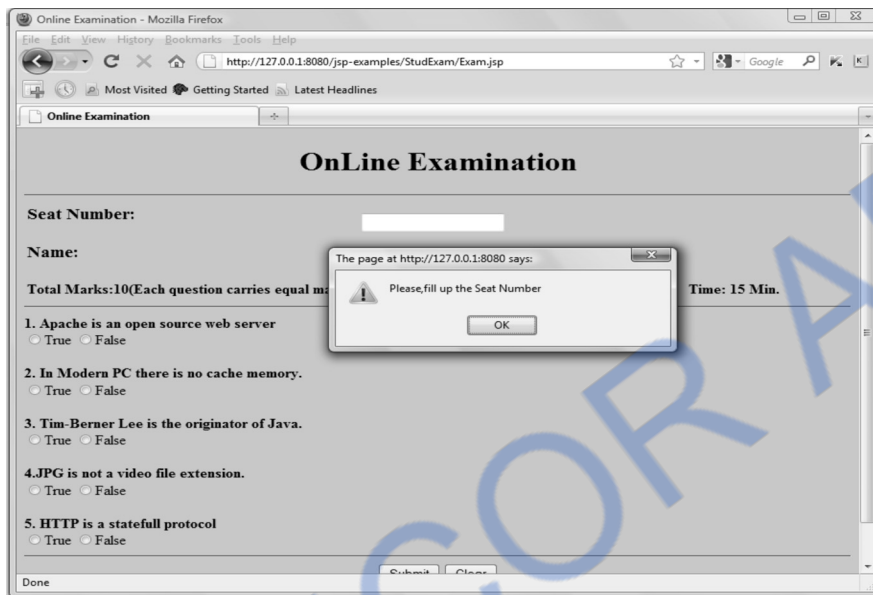 Online Examination - Mozilla Firefox
File Edit View History Bookmarks Tools Help
http://127.0.0.1:8080/jsp-examples/StudExam/Exam.jsp
Google
K
Most Visited Getting Started Latest Headlines
Online Examination
OnLine Examination
Seat Number:
Name:
The page at http://127.0.0.1:8080 says:
Please,fill up the Seat Number
OK
Total Marks:10(Each question carries equal
Time: 15 Min.
1. Apache is an open source web server
True False
2. In Modern PC there is no cache memory.
True False
3. Tim-Berner Lee is the originator of Java.
True False
4.JPG is not a video file extension.
True False
5. HTTP is a statefull protocol
True False
Submit Clear
Done
COR A